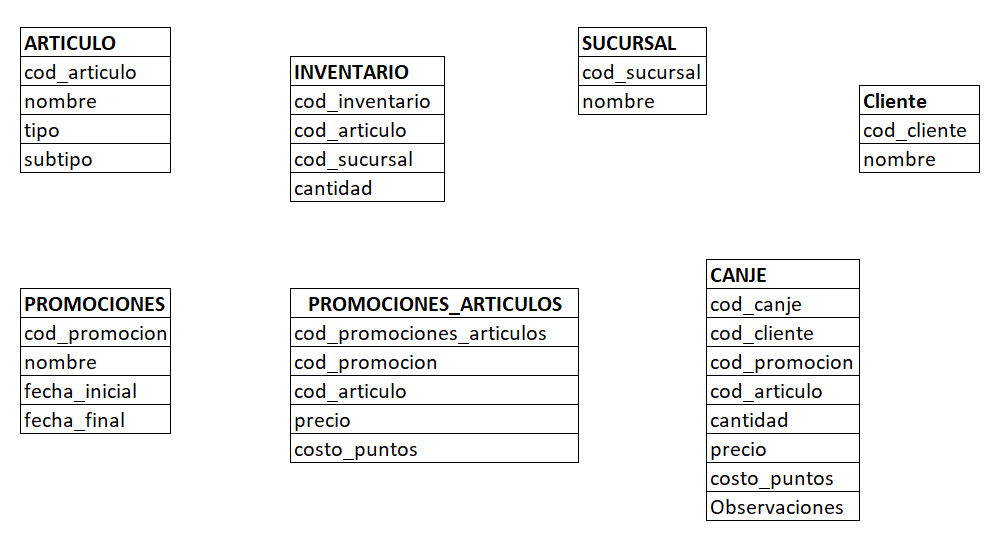 ARTICULO
cod_articulo
nombre
tipo
subtipo
INVENTARIO
cod_inventario
cod_articulo
cod_sucursal
cantidad
SUCURSAL
cod_sucursal
nombre
Cliente
cod_cliente
nombre
PROMOCIONES
cod_promocion
nombre
fecha_inicial
fecha_final
PROMOCIONES_ARTICULOS
cod_promociones_articulos
cod_promocion
cod_articulo
precio
costo_puntos
CANJE
cod_canje
cod_cliente
cod_promocion
cod_articulo
cantidad
precio
costo_puntos
Observaciones